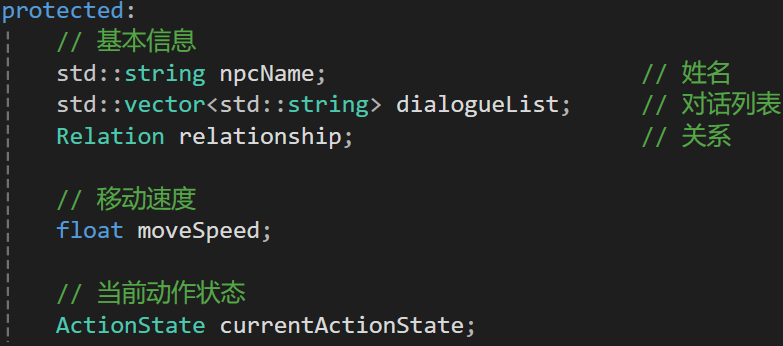 protected:
// 基本信息
std::string npcName; // 姓名
std::vector<std::string> dialogueList; // 对话列表
Relation relationship; // 关系
// 移动速度
float moveSpeed;
// 当前动作状态
ActionState currentActionState;